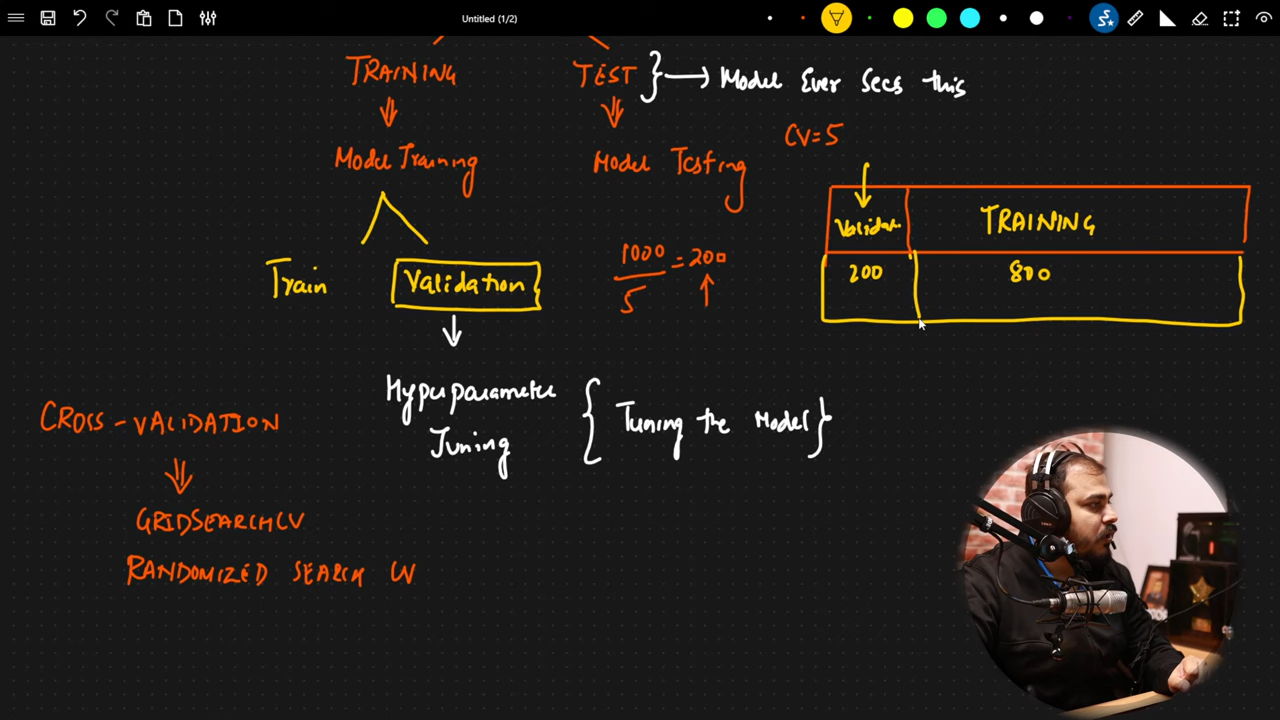 Untitled (1/2)
TRAINING
TEST
Model Ever Sees this
Model Training
Model Testing
CV=5
Train
Validation
1000
5
=200
Validat.
TRAINING
200
800
Hyperparameter
Tuning
Tuning the Model
CROSS-VALIDATION
GRIDSEARCHCV
RANDOMIZED SEARCH CV